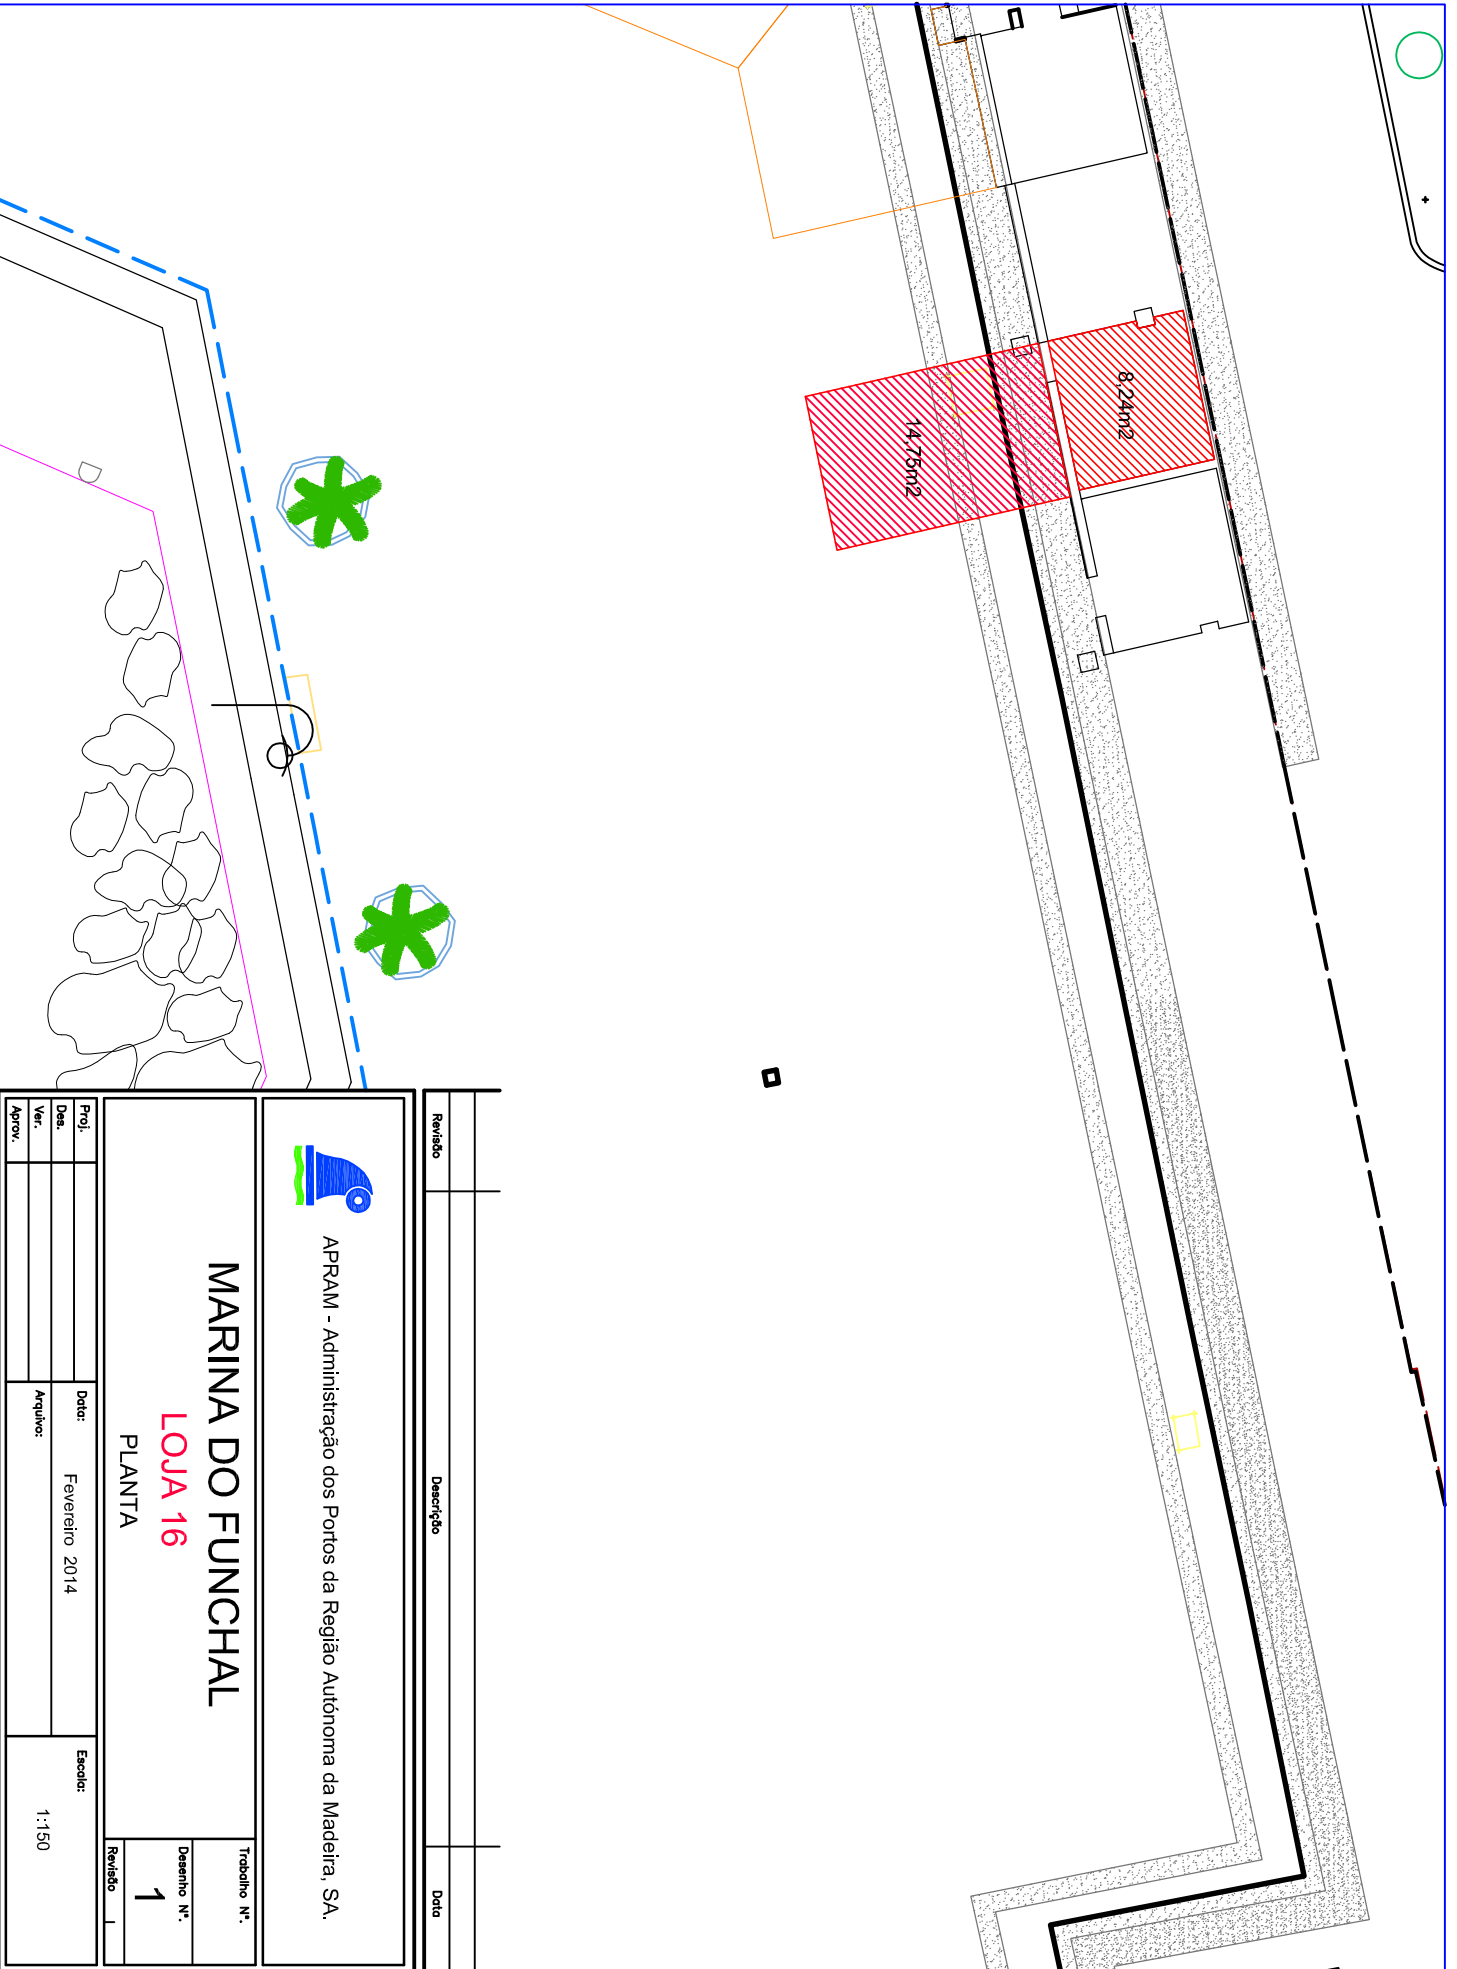 8,24m2
14,75m2
Revisão
Descrição
Data
APRAM - Administração dos Portos da Região Autónoma da Madeira, SA.
MARINA DO FUNCHAL
LOJA 16
PLANTA
Trabalho Nº.
Desenho Nº.
1
Revisão
Proj.
Des.
Ver.
Aprov.
Data:
Fevereiro 2014
Arquivo:
Escala:
1:150